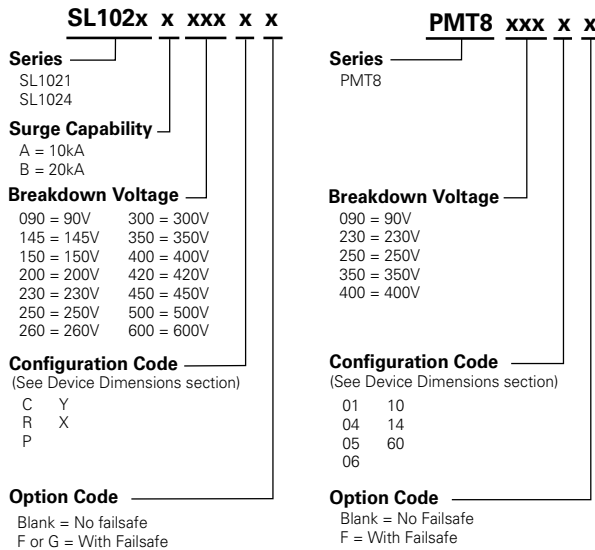 SL102x x xxx x x
Series
SL1021
SL1024
Surge Capability
A = 10kA
B = 20kA
Breakdown Voltage
090 = 90V 300 = 300V
145 = 145V 350 = 350V
150 = 150V 400 = 400V
200 = 200V 420 = 420V
230 = 230V 450 = 450V
250 = 250V 500 = 500V
260 = 260V 600 = 600V
Configuration Code
(See Device Dimensions section)
C Y
R X
P
Option Code
Blank = No failsafe
F or G = With Failsafe
PMT8 xxx x x
Series
PMT8
Breakdown Voltage
090 = 90V
230 = 230V
250 = 250V
350 = 350V
400 = 400V
Configuration Code
(See Device Dimensions section)
01 10
04 14
05 60
06
Option Code
Blank = No Failsafe
F = With Failsafe